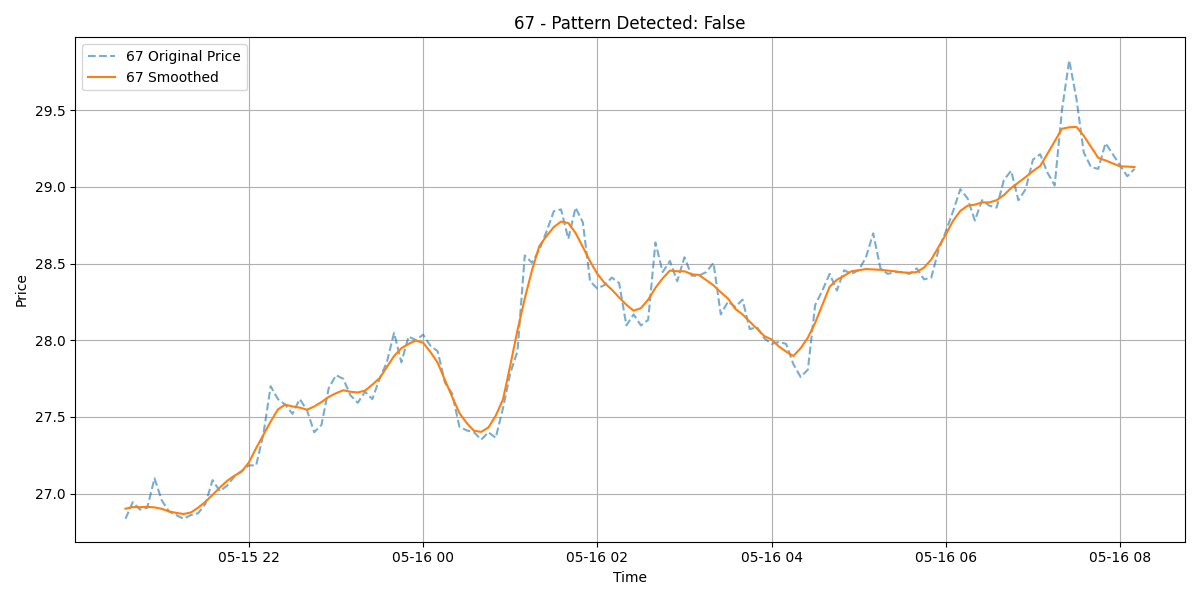 67 - Pattern Detected: False
67 Original Price
67 Smoothed
Price
29.5
29.0
28.5
28.0
27.5
27.0
05-15 22
05-16 00
05-16 02
05-16 04
05-16 06
05-16 08
Time